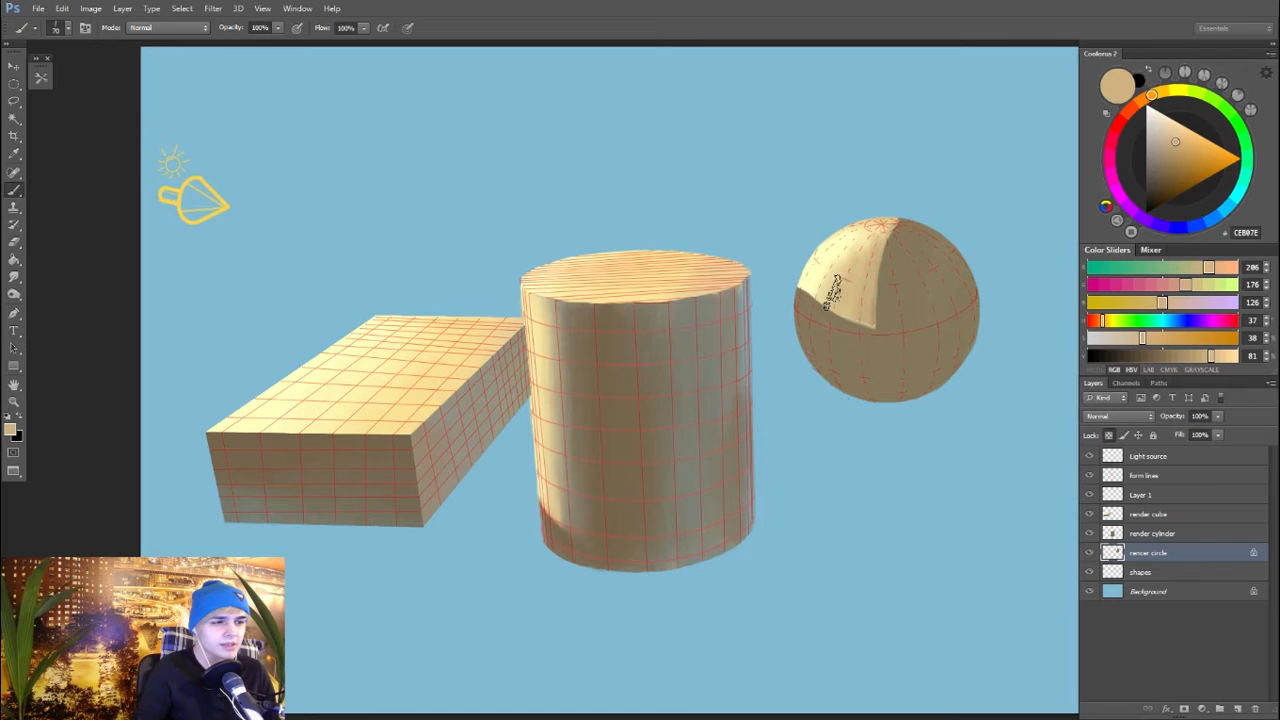 Ps File Edit Image Layer Type Select Filter 3D View Window Help
70 Mode: Normal Opacity: 100% Flow: 100% Essentials
Coolorus 2
# CEB07E
Color Sliders Mixer
206
176
126
37
38
81
RGB HSV LAB CMYK GRAYSCALE
Layers Channels Paths
Kind
Normal Opacity: 100%
Lock: Fill: 100%
Light source
form lines
Layer 1
render cube
render cylinder
render circle
shapes
Background